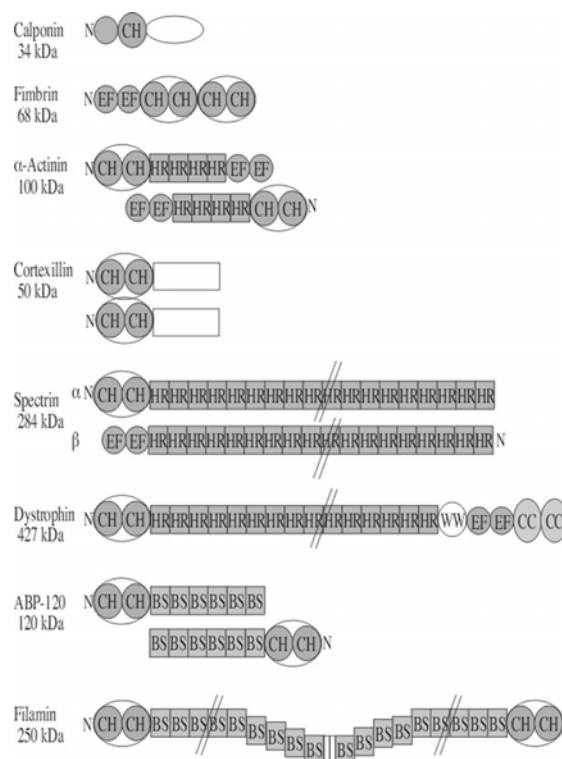 Calponin
34 kDa
N CH
Fimbrin
68 kDa
N EF EF CH CH CH CH
α-Actinin
100 kDa
N CH CH HR HR HR HR EF EF
EF EF HR HR HR HR CH CH N
Cortexillin
50 kDa
N CH CH
N CH CH
Spectrin
284 kDa
α N CH CH HR HR HR HR HR HR HR HR HR HR HR HR HR HR HR HR HR HR
β EF EF HR HR HR HR HR HR HR HR HR HR HR HR HR HR HR HR HR HR N
Dystrophin
427 kDa
N CH CH HR HR HR HR HR HR HR HR HR HR HR HR HR HR HR WW EF EF CC CC
ABP-120
120 kDa
N CH CH BS BS BS BS BS BS
BS BS BS BS BS BS CH CH N
Filamin
250 kDa
N CH CH BS BS BS BS BS BS BS BS BS BS BS BS BS BS BS BS BS BS CH CH